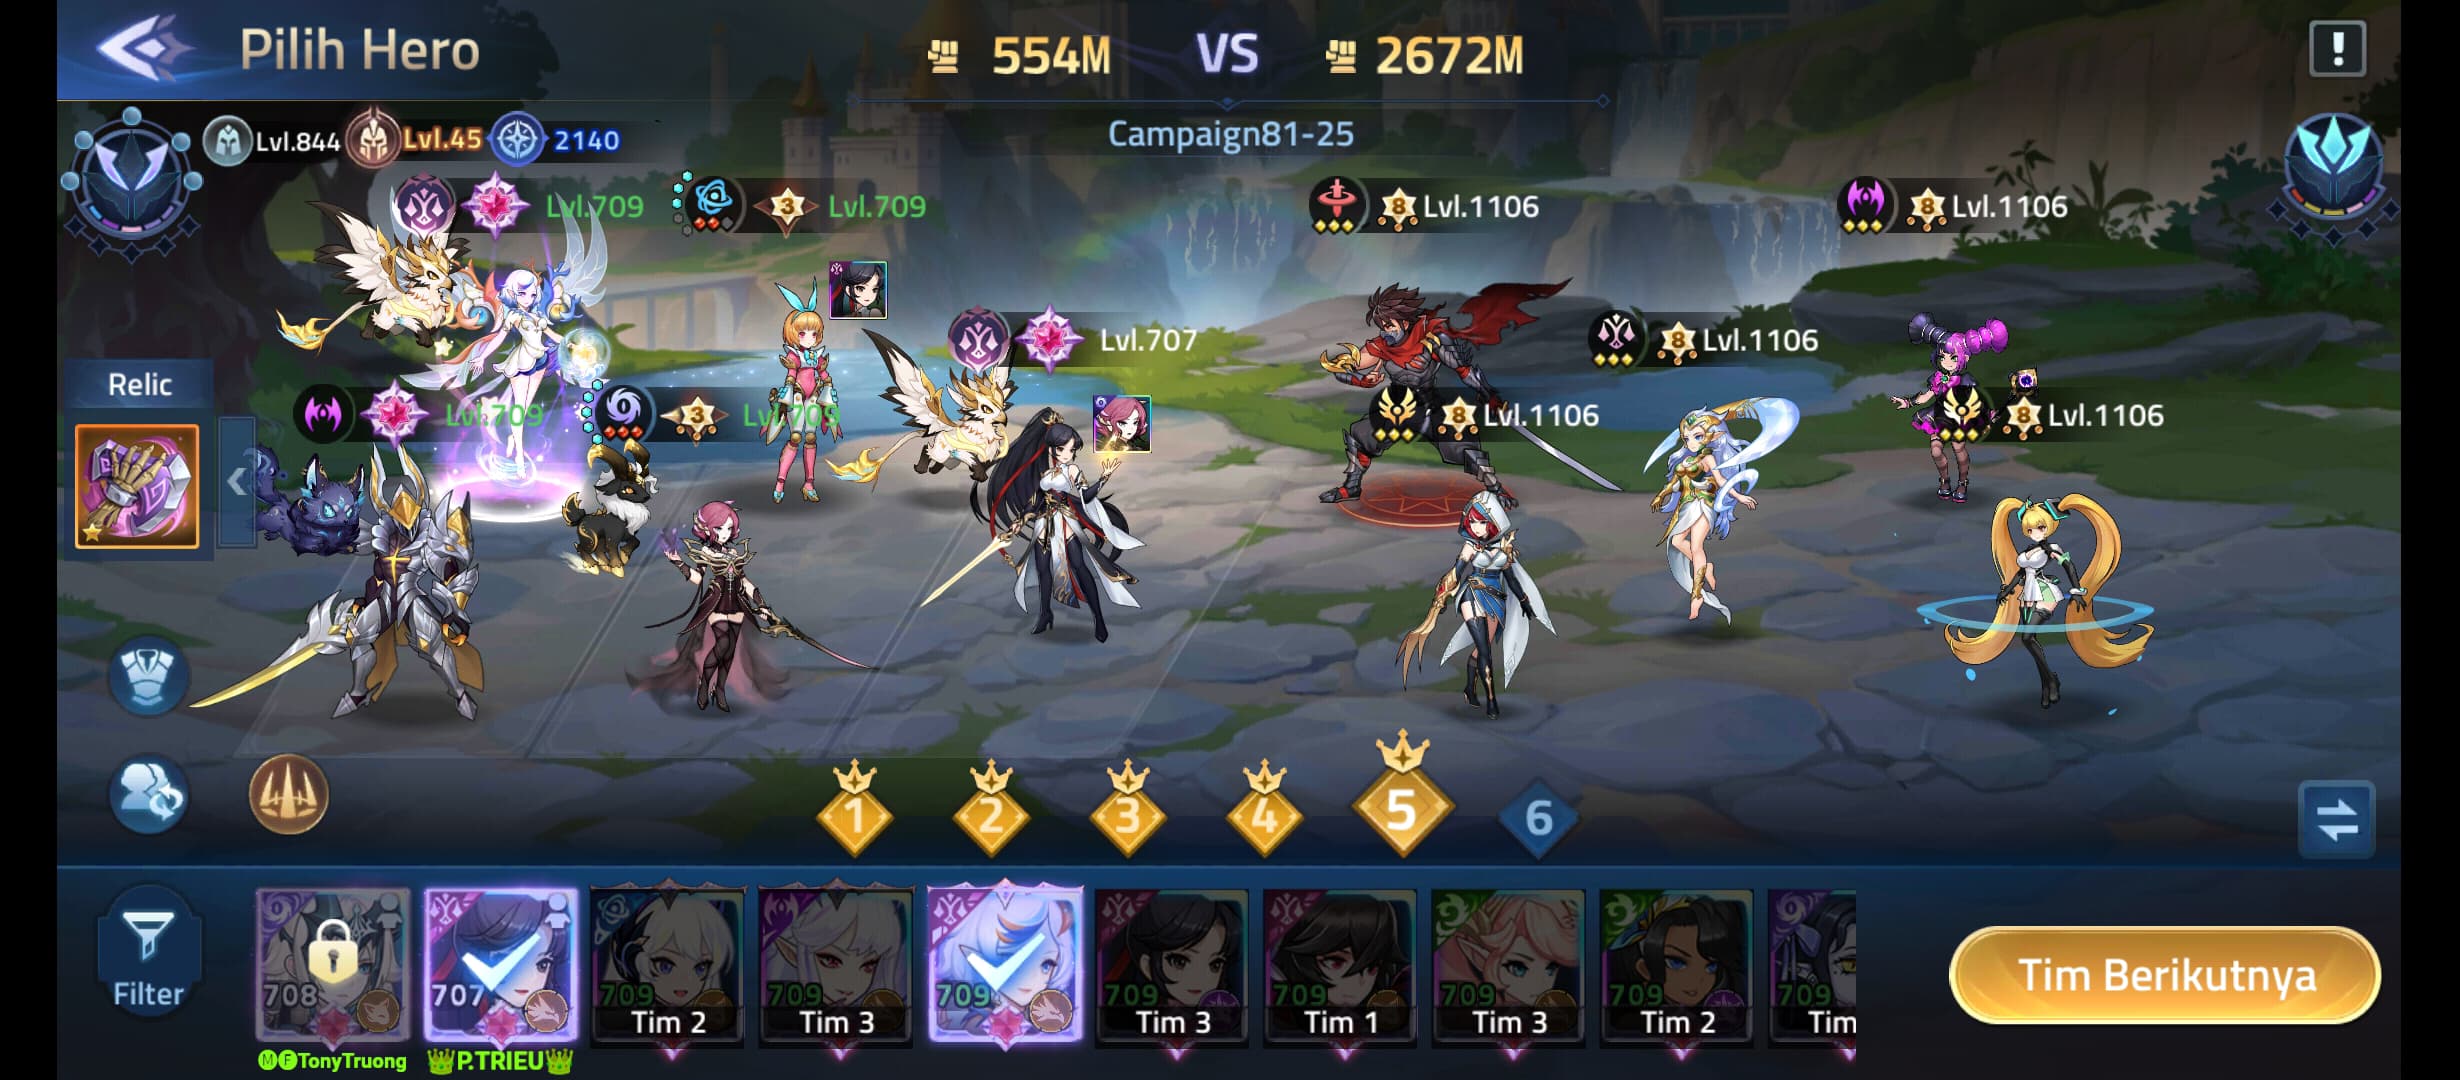 Pilih Hero
554M VS 2672M
Campaign81-25
Lvl.844 Lvl.45 2140
Lvl.709
3 Lvl.709
8 Lvl.1106
8 Lvl.1106
Lvl.707
8 Lvl.1106
Relic
Lvl.709
3 Lvl.709
8 Lvl.1106
8 Lvl.1106
1 2 3 4 5 6
Filter
708
707
709
709
709
709
709
709
709
709
Tim 2
Tim 3
Tim 3
Tim 1
Tim 3
Tim 2
Tim
MFTonyTruong
P.TRIEU
Tim Berikutnya